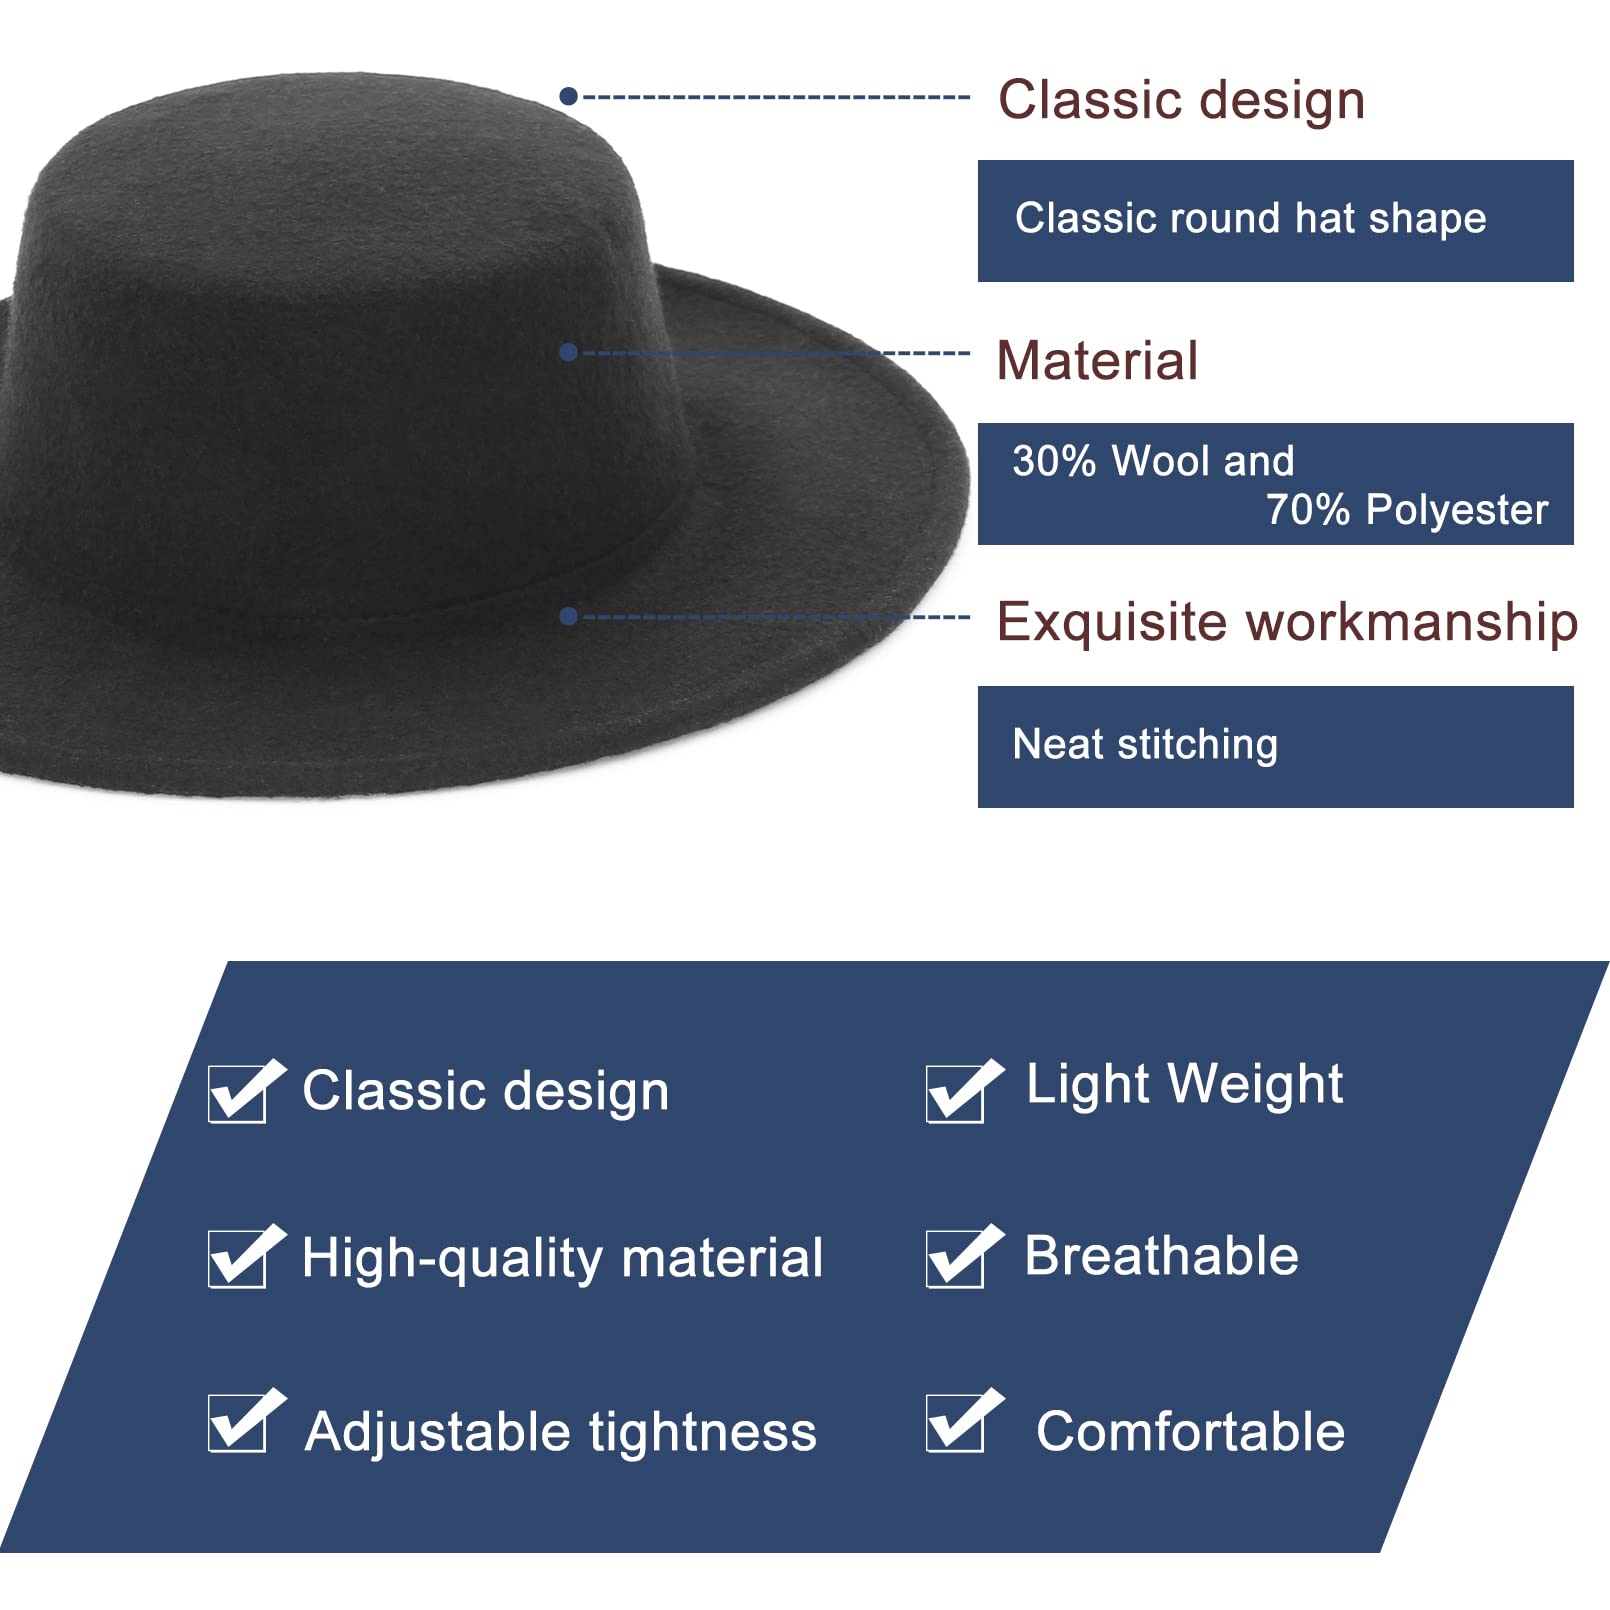 Classic design
Classic round hat shape
Material
30% Wool and
70% Polyester
Exquisite workmanship
Neat stitching
Classic design
Light Weight
High-quality material
Breathable
Adjustable tightness
Comfortable